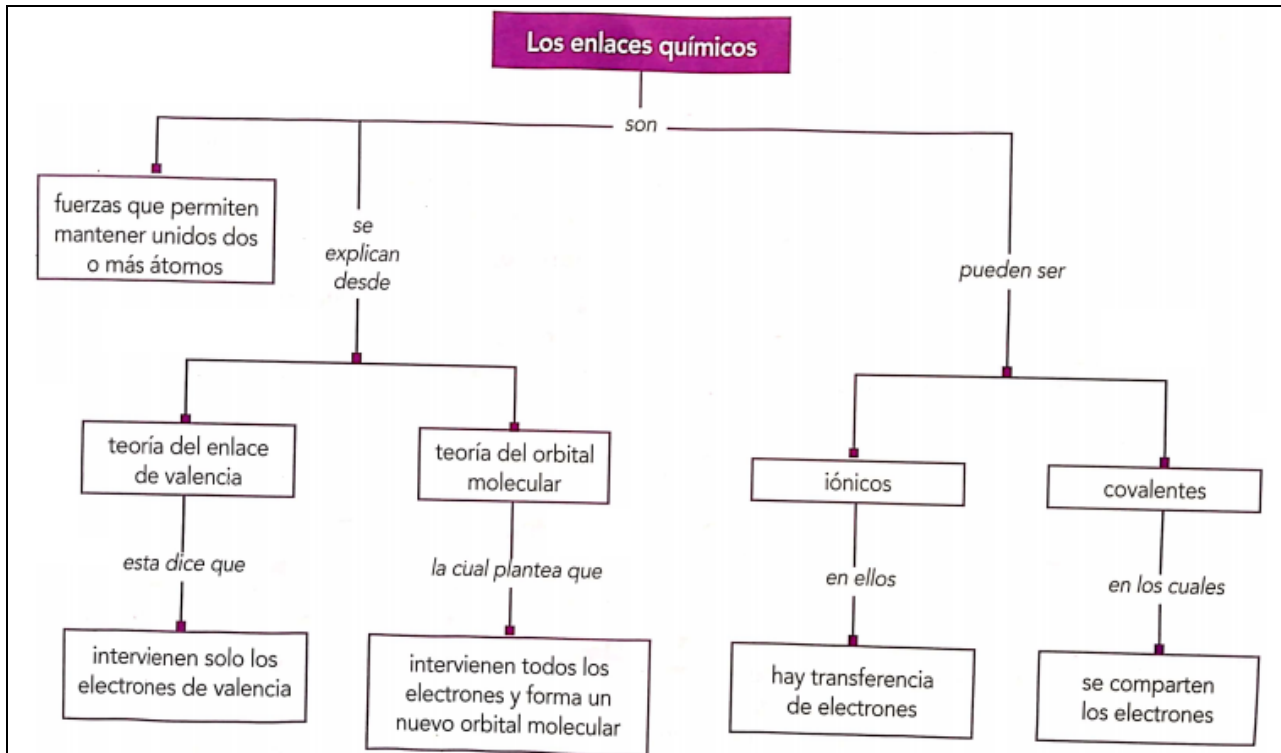 Los enlaces químicos
son
fuerzas que permiten
mantener unidos dos
o más átomos
se
explican
desde
pueden ser
teoría del enlace
de valencia
teoría del orbital
molecular
iónicos
covalentes
esta dice que
la cual plantea que
en ellos
en los cuales
intervienen solo los
electrones de valencia
intervienen todos los
electrones y forma un
nuevo orbital molecular
hay transferencia
de electrones
se comparten
los electrones